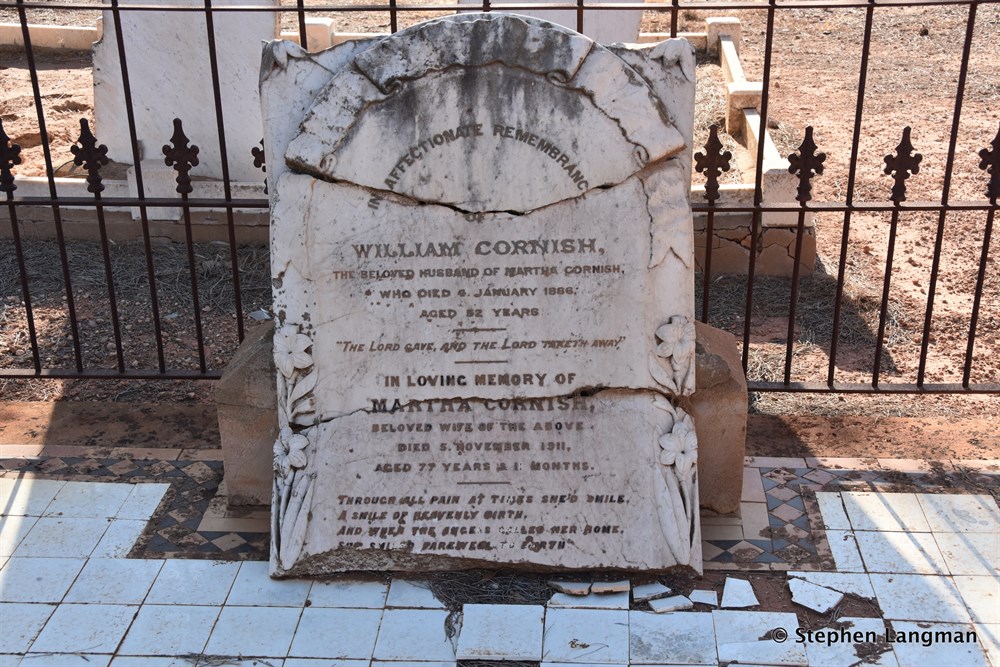 IN AFFECTIONATE REMEMBRANCE
WILLIAM CORNISH,
THE BELOVED HUSBAND OF MARTHA CORNISH,
WHO DIED 4. JANUARY 1886,
AGED 52 YEARS
"THE LORD GAVE, AND THE LORD TAKETH AWAY"
IN LOVING MEMORY OF
MARTHA CORNISH,
BELOVED WIFE OF THE ABOVE.
DIED 5. NOVEMBER 1911,
AGED 77 YEARS & MONTHS.
THROUGH ALL PAIN AT TIMES SHE'D SMILE,
A SMILE OF HEAVENLY BIRTH,
AND WHEN THE ANGELS CALLED HER HOME,
SHE SMILED FAREWELL TO EARTH
© Stephen Langman